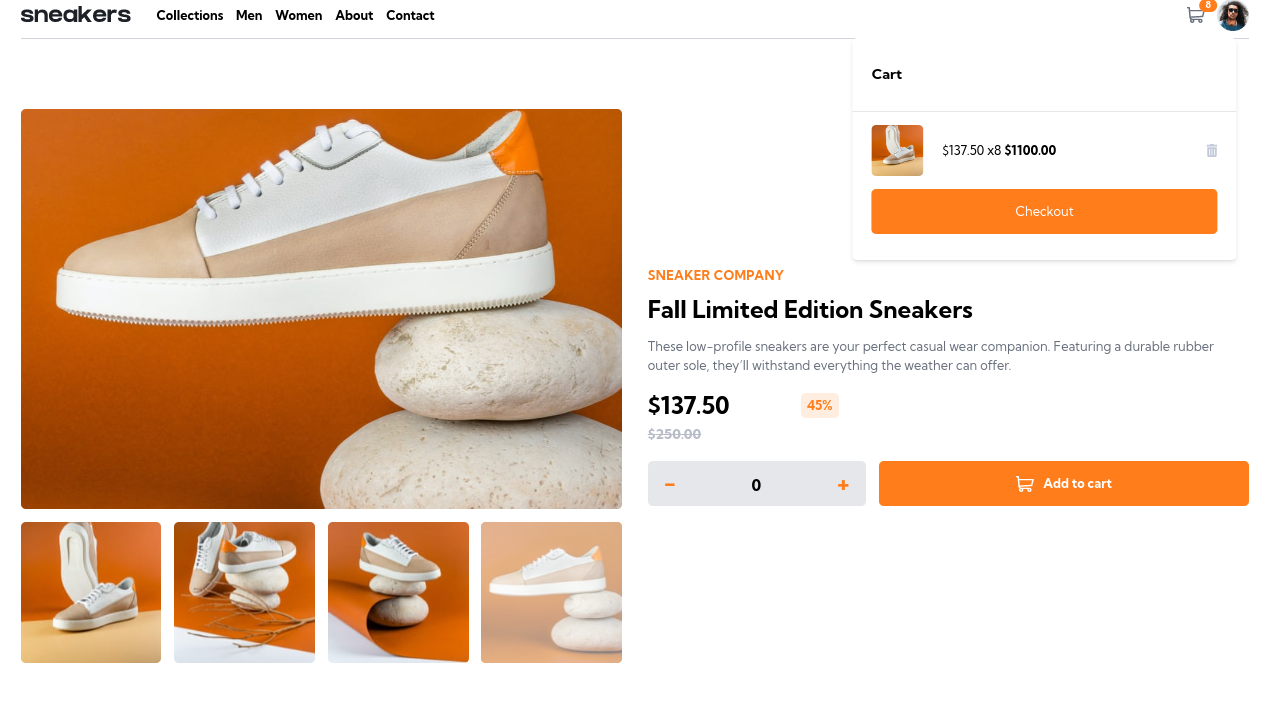 sneakers
Collections Men Women About Contact
8
Cart
$137.50 x8 $1100.00
Checkout
SNEAKER COMPANY
Fall Limited Edition Sneakers
These low-profile sneakers are your perfect casual wear companion. Featuring a durable rubber
outer sole, they’ll withstand everything the weather can offer.
$137.50 45%
$250.00
− 0 + Add to cart